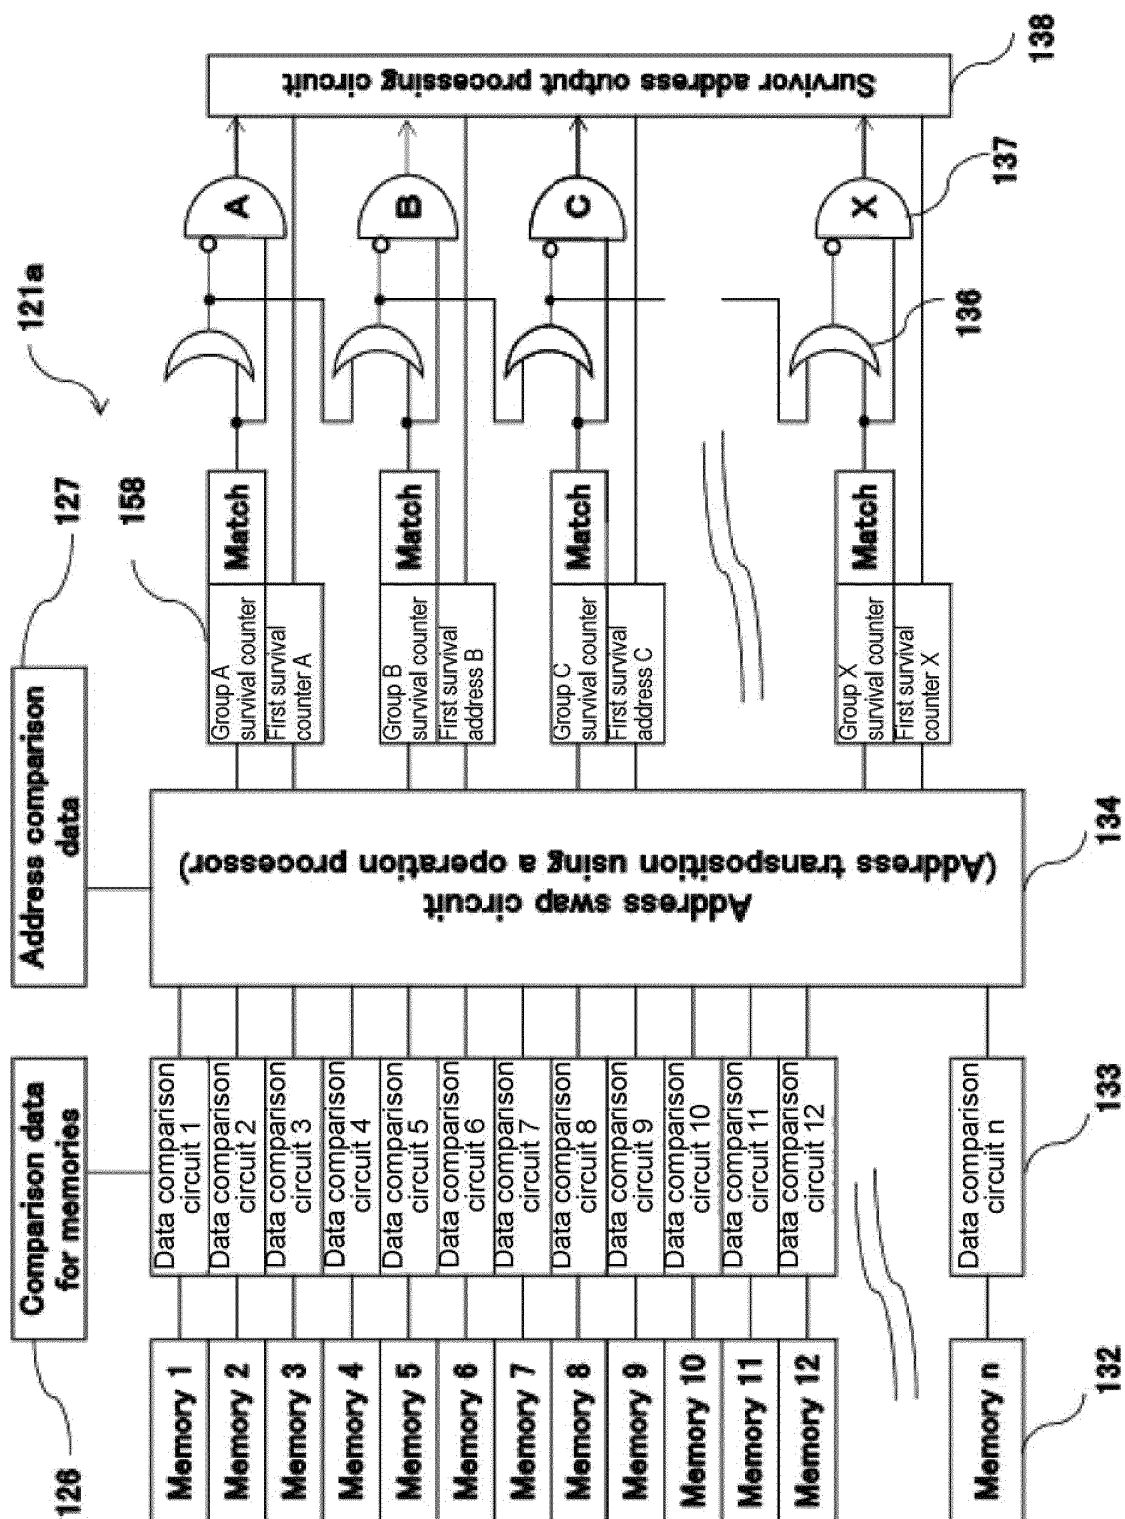 121a
126
Comparison data
for memories
Address comparison
data
127
158
Memory 1
Memory 2
Memory 3
Memory 4
Memory 5
Memory 6
Memory 7
Memory 8
Memory 9
Memory 10
Memory 11
Memory 12
Memory n
132
Data comparison
circuit 1
Data comparison
circuit 2
Data comparison
circuit 3
Data comparison
circuit 4
Data comparison
circuit 5
Data comparison
circuit 6
Data comparison
circuit 7
Data comparison
circuit 8
Data comparison
circuit 9
Data comparison
circuit 10
Data comparison
circuit 11
Data comparison
circuit 12
Data comparison
circuit n
133
Address swap circuit
(Address transposition using a operation processor)
134
Group A
survival counter
First survival
counter A
Match
Group B
survival counter
First survival
address B
Match
Group C
survival counter
First survival
address C
Match
Group X
survival counter
First survival
counter X
Match
136
A
B
C
X
137
Survivor address output processing circuit
138